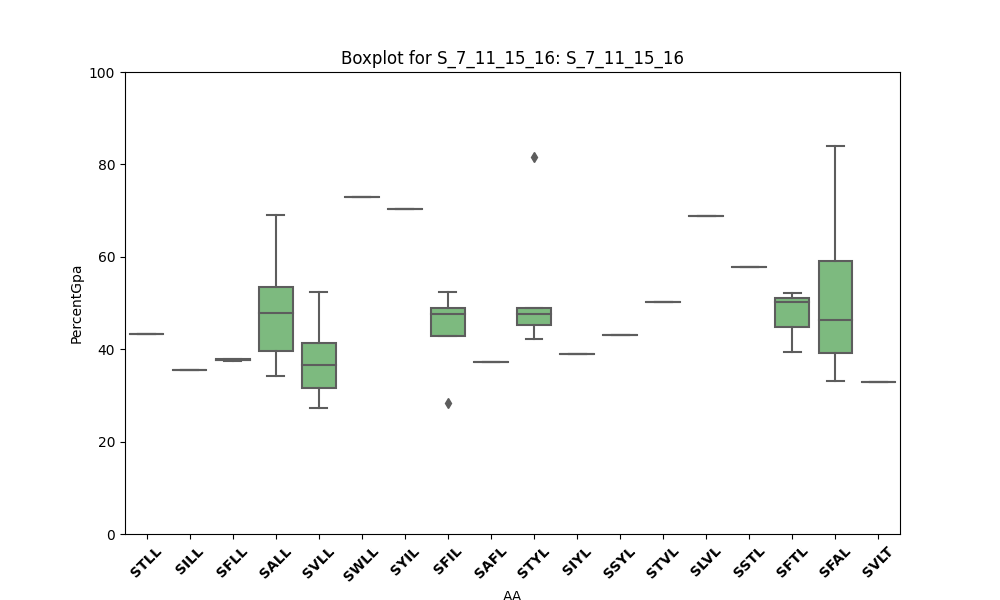 Boxplot for S_7_11_15_16: S_7_11_15_16
100
80
60
40
20
0
PercentGpa
STLL SILL SFLL SALL SVLL SWLL SYIL SFIL SAFL STYL SIYL SSYL STVL SLVL SSTL SFTL SFAL SVLT
AA